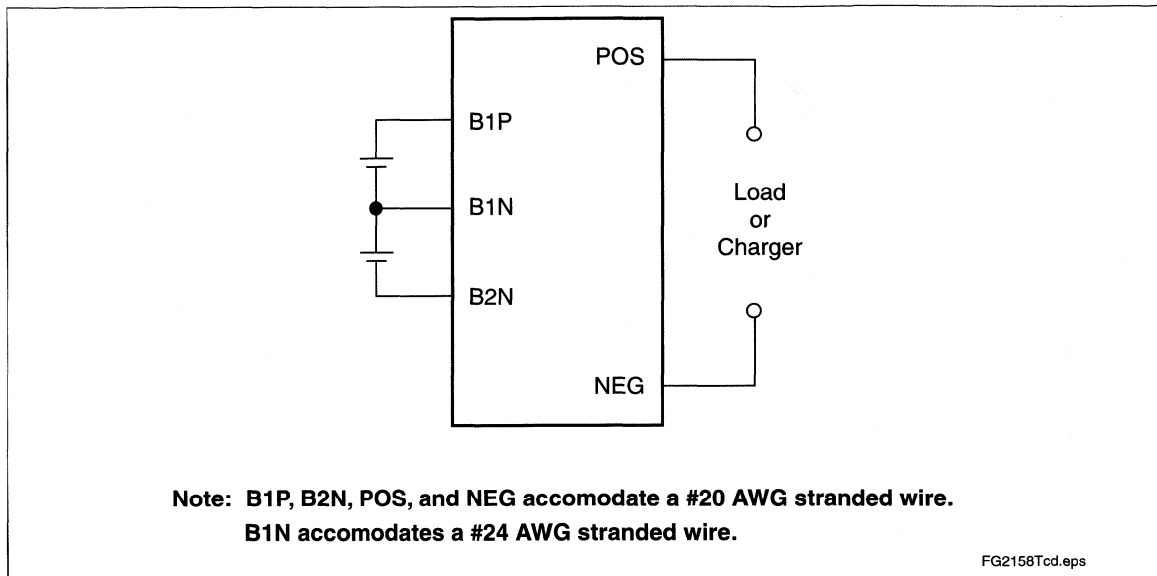 POS
B1P
B1N
B2N
NEG
Load
or
Charger
Note: B1P, B2N, POS, and NEG accomodate a #20 AWG stranded wire.
B1N accomodates a #24 AWG stranded wire.
FG2158Tcd.eps